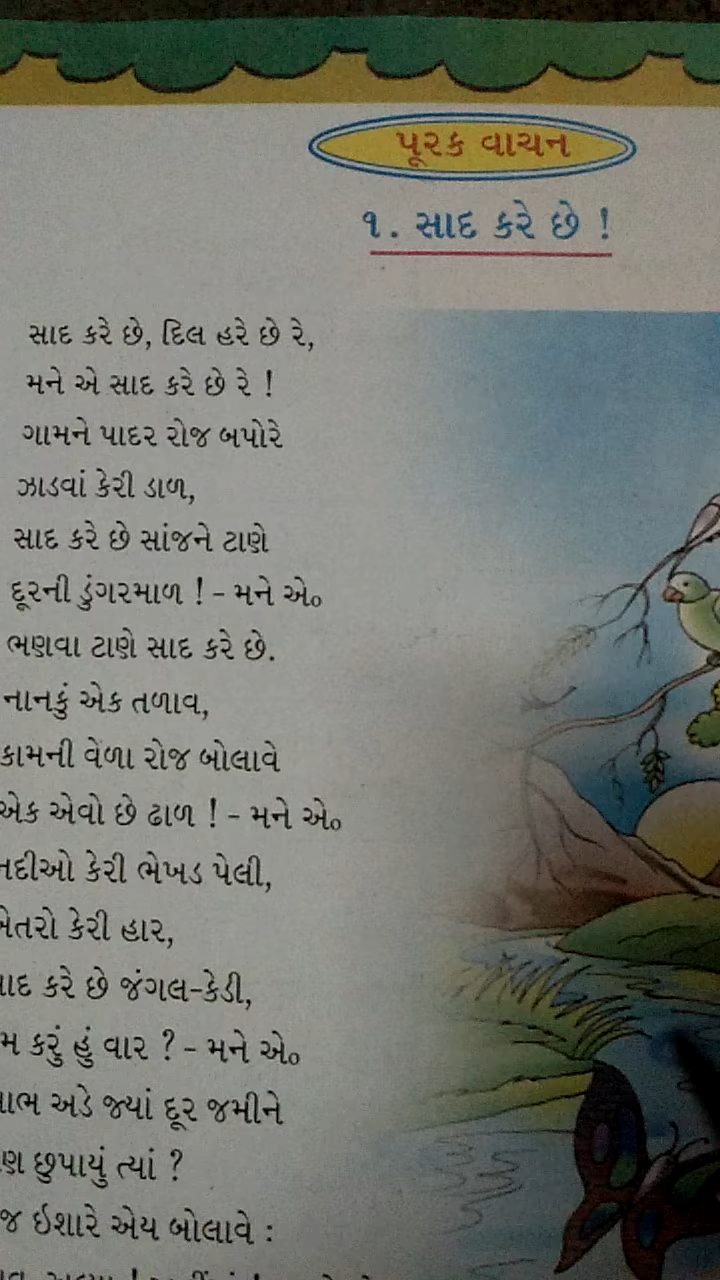 પૂરક વાચન
૧. સાદ કરે છે !
સાદ કરે છે, દિલ હરે છે રે,
મને એ સાદ કરે છે રે !
ગામને પાદર રોજ બપોરે
ઝાડવાં કેરી ડાળ,
સાદ કરે છે સાંજને ટાણે
દૂરની ડુંગરમાળ ! – મને એ૦
ભણવા ટાણે સાદ કરે છે.
નાનકું એક તળાવ,
કામની વેળા રોજ બોલાવે
એક એવો છે ઢાળ ! – મને એ૦
નદીઓ કેરી ભેખડ પેલી,
ખેતરો કેરી હાર,
સાદ કરે છે જંગલ-કેડી,
કરું હું વાર ? – મને એ૦
આભ અડે જ્યાં દૂર જમીને
છુપાયું ત્યાં ?
ઇશારે એય બોલાવે :